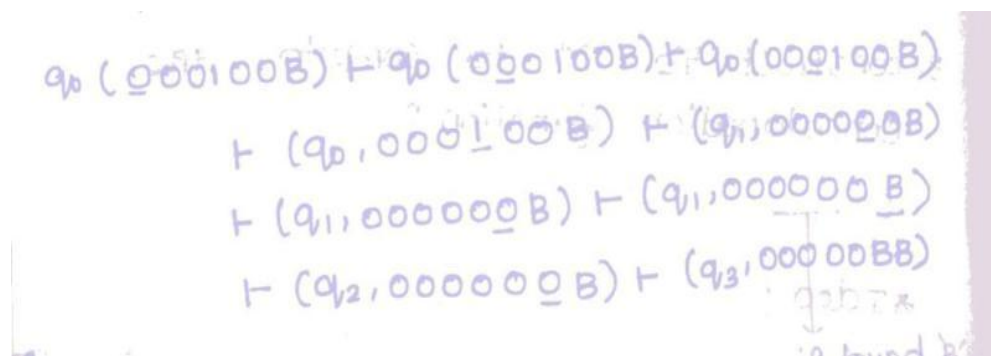 q0 (000100B) ⊢ q0 (000100B) ⊢ q0 (000100B)
⊢ (q0, 000100B) ⊢ (q1, 000000B)
⊢ (q1, 000000B) ⊢ (q1, 000000B)
⊢ (q2, 000000B) ⊢ (q3, 00000BB)